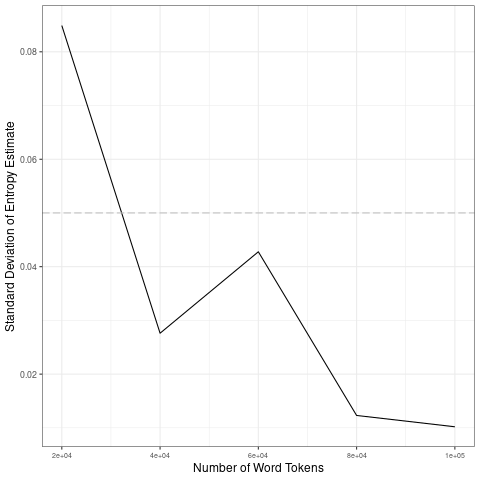 Standard Deviation of Entropy Estimate
0.08
0.06
0.04
0.02
2e+04 4e+04 6e+04 8e+04 1e+05
Number of Word Tokens